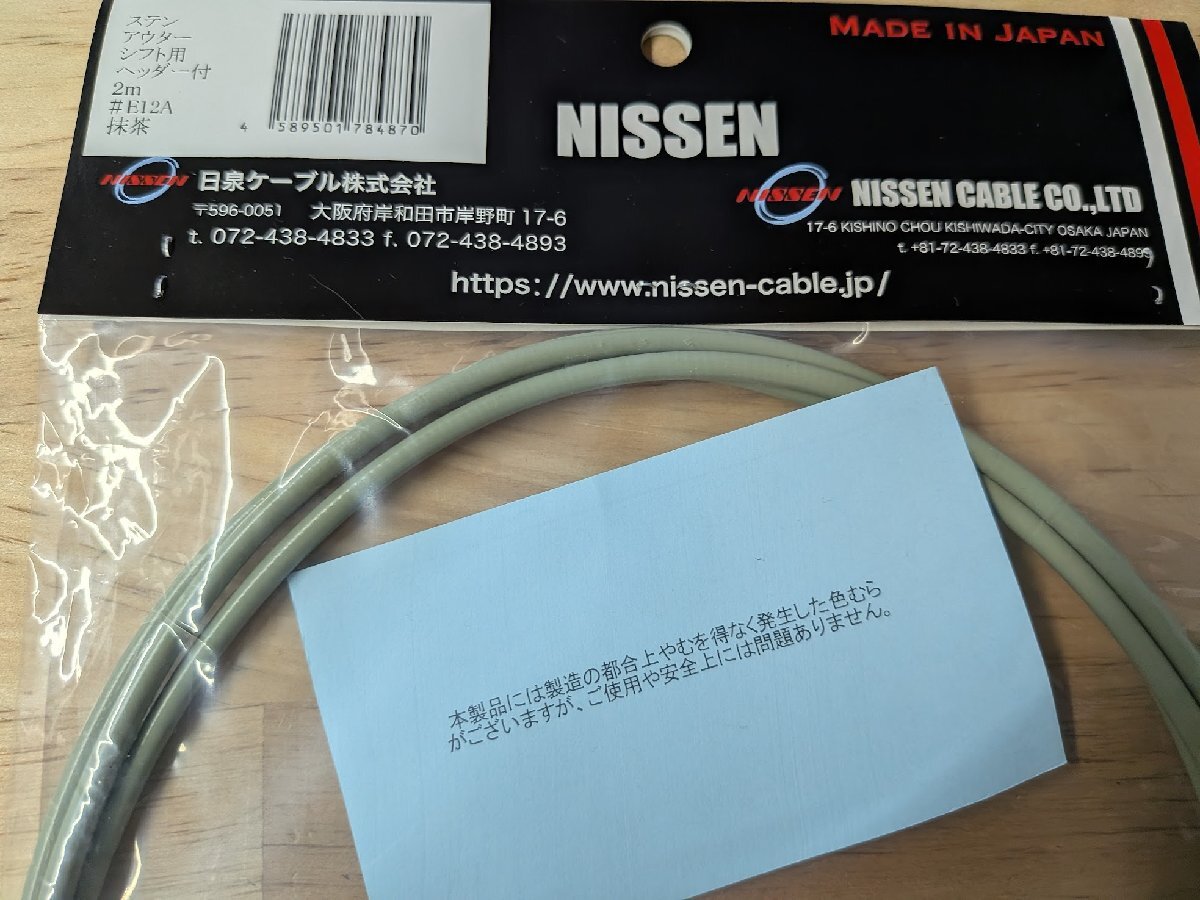 ステン
アウター
シフト用
ヘッダー付
2m
#E12A
抹茶
4 589501 784870
MADE IN JAPAN
NISSEN
NISSEN 日泉ケーブル株式会社
〒596-0051 大阪府岸和田市岸野町 17-6
t. 072-438-4833 f. 072-438-4893
NISSEN NISSEN CABLE CO.,LTD
17-6 KISHINO CHOU KISHIWADA-CITY OSAKA JAPAN
t. +81-72-438-4833 f. +81-72-438-4893
https://www.nissen-cable.jp/
本製品には製造の都合上やむを得なく発生した色むら
がございますが、ご使用や安全上には問題ありません。